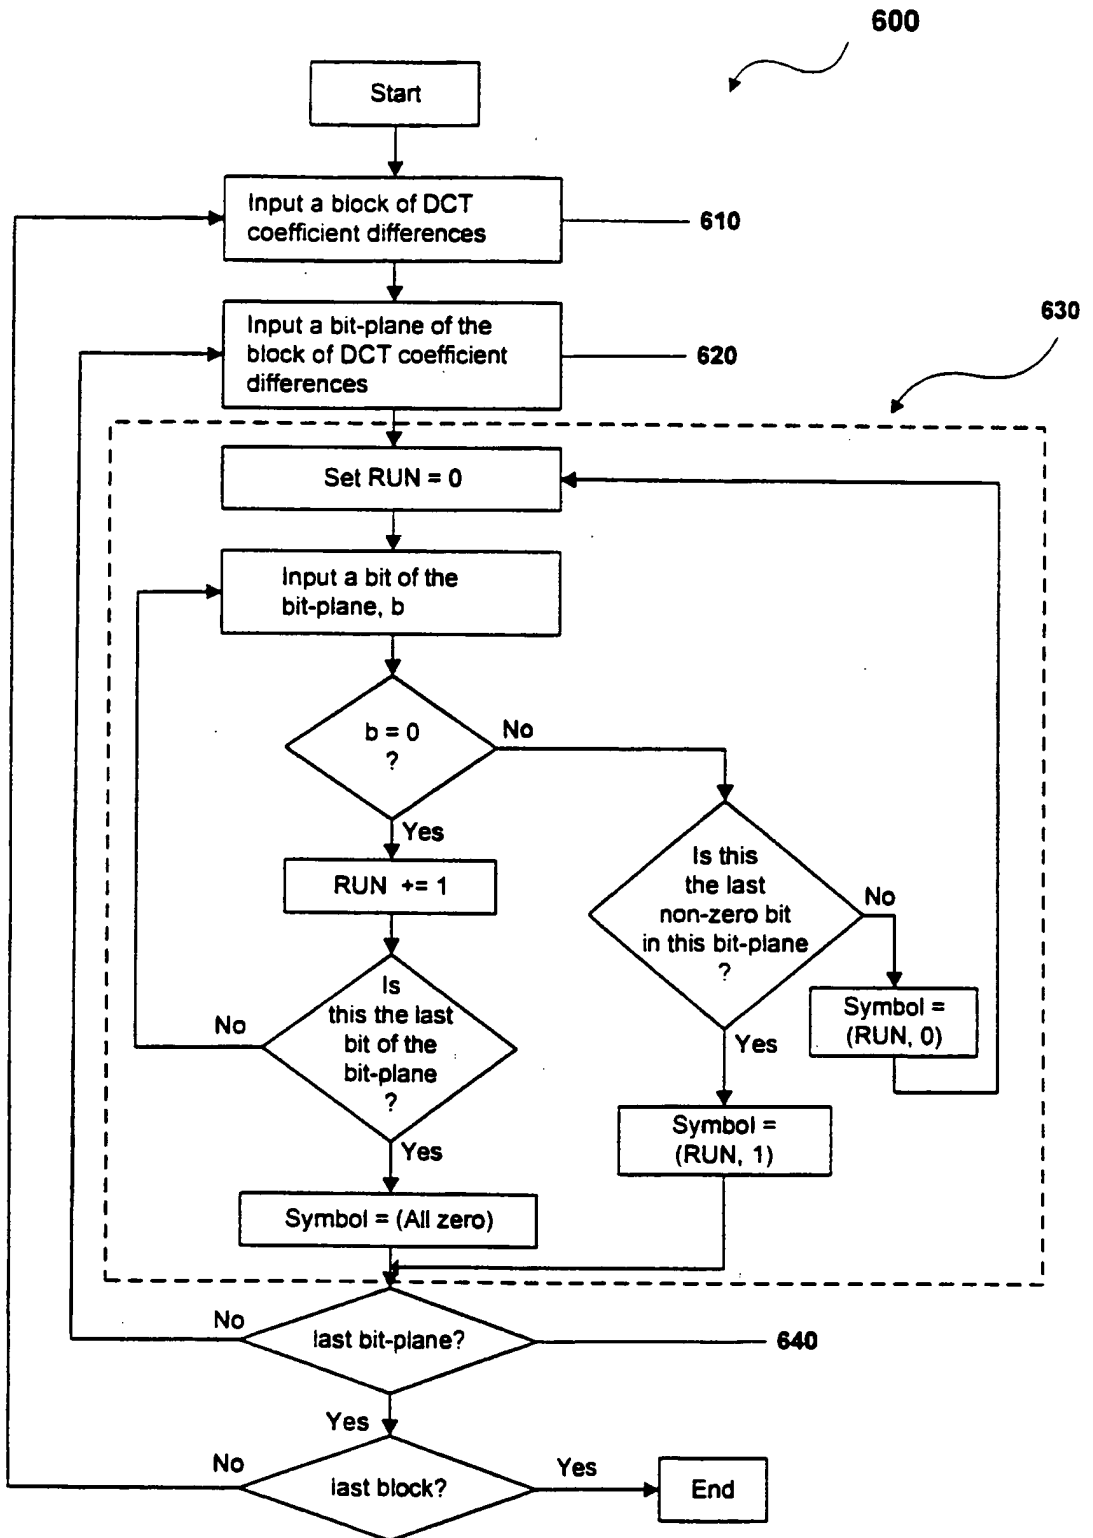 600
Start
Input a block of DCT
coefficient differences
610
Input a bit-plane of the
block of DCT coefficient
differences
620
630
Set RUN = 0
Input a bit of the
bit-plane, b
b = 0
?
No
Yes
RUN += 1
Is this
the last
non-zero bit
in this bit-plane
?
No
Symbol =
(RUN, 0)
Yes
Symbol =
(RUN, 1)
Is
this the last
bit of the
bit-plane
?
No
Yes
Symbol = (All zero)
last bit-plane?
No
640
Yes
last block?
No
Yes
End